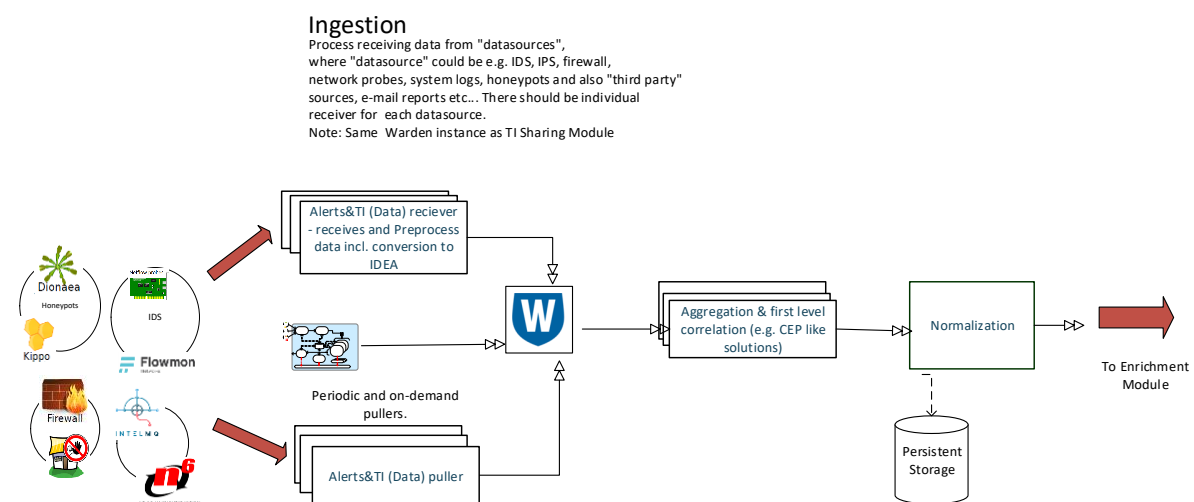 Ingestion
Process receiving data from "datasources",
where "datasource" could be e.g. IDS, IPS, firewall,
network probes, system logs, honeypots and also "third party"
sources, e-mail reports etc... There should be individual
receiver for each datasource.
Note: Same Warden instance as TI Sharing Module
Alerts&TI (Data) reciever
- receives and Preprocess
data incl. conversion to
IDEA
Dionaea
Honeypots
Kippo
IDS
Flowmon
W
Aggregation & first level
correlation (e.g. CEP like
solutions)
Normalization
To Enrichment
Module
Periodic and on-demand
pullers.
Firewall
INTELMQ
n6
Alerts&TI (Data) puller
Persistent
Storage